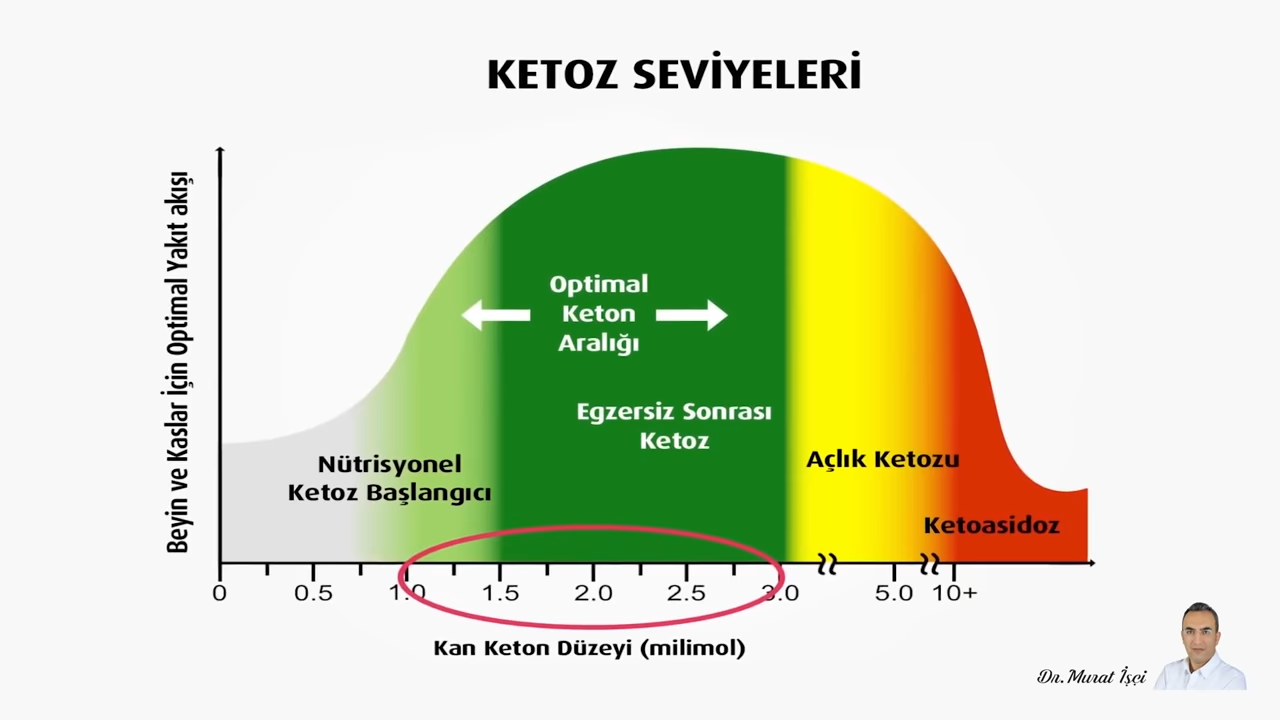 KETOZ SEVİYELERİ
Beyin ve Kaslar İçin Optimal Yakıt akışı
Optimal
Keton
Aralığı
Egzersiz Sonrası
Ketoz
Nütrisyonel
Ketoz Başlangıcı
Açlık Ketozu
Ketoasidoz
0 0.5 1.0 1.5 2.0 2.5 3.0 5.0 10+
Kan Keton Düzeyi (milimol)
Dr. Murat İşçi